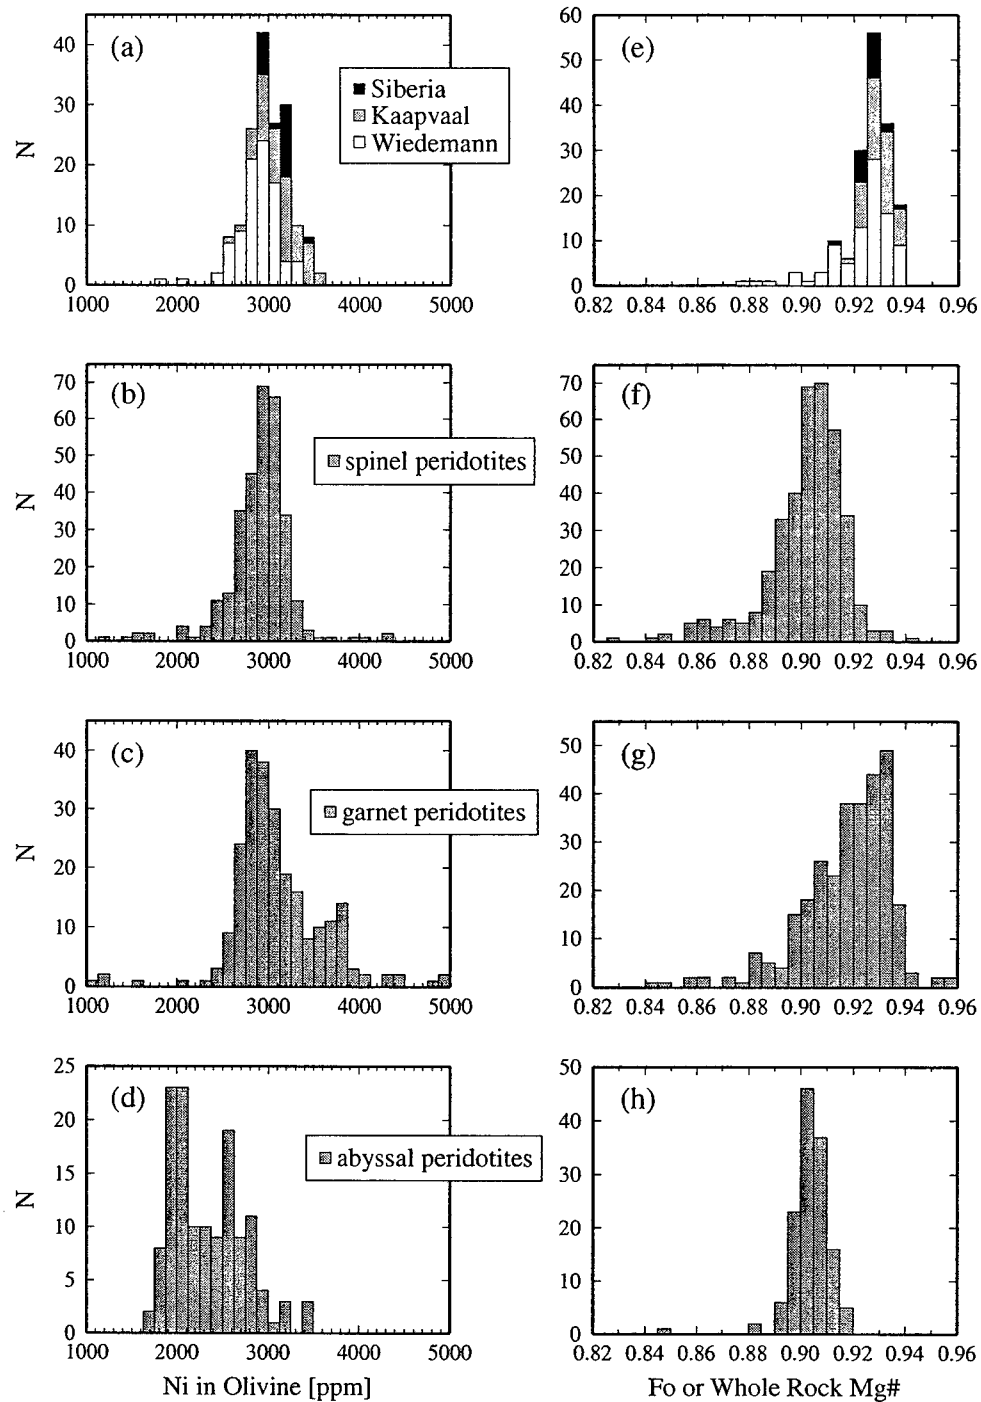 (a)
N
40
30
20
10
0
1000 2000 3000 4000 5000
Siberia
Kaapvaal
Wiedemann
(e)
60
50
40
30
20
10
0
0.82 0.84 0.86 0.88 0.90 0.92 0.94 0.96
(b)
N
70
60
50
40
30
20
10
0
1000 2000 3000 4000 5000
spinel peridotites
(f)
70
60
50
40
30
20
10
0
0.82 0.84 0.86 0.88 0.90 0.92 0.94 0.96
(c)
N
40
30
20
10
0
1000 2000 3000 4000 5000
garnet peridotites
(g)
50
40
30
20
10
0
0.82 0.84 0.86 0.88 0.90 0.92 0.94 0.96
(d)
N
25
20
15
10
5
0
1000 2000 3000 4000 5000
Ni in Olivine [ppm]
abyssal peridotites
(h)
50
40
30
20
10
0
0.82 0.84 0.86 0.88 0.90 0.92 0.94 0.96
Fo or Whole Rock Mg#